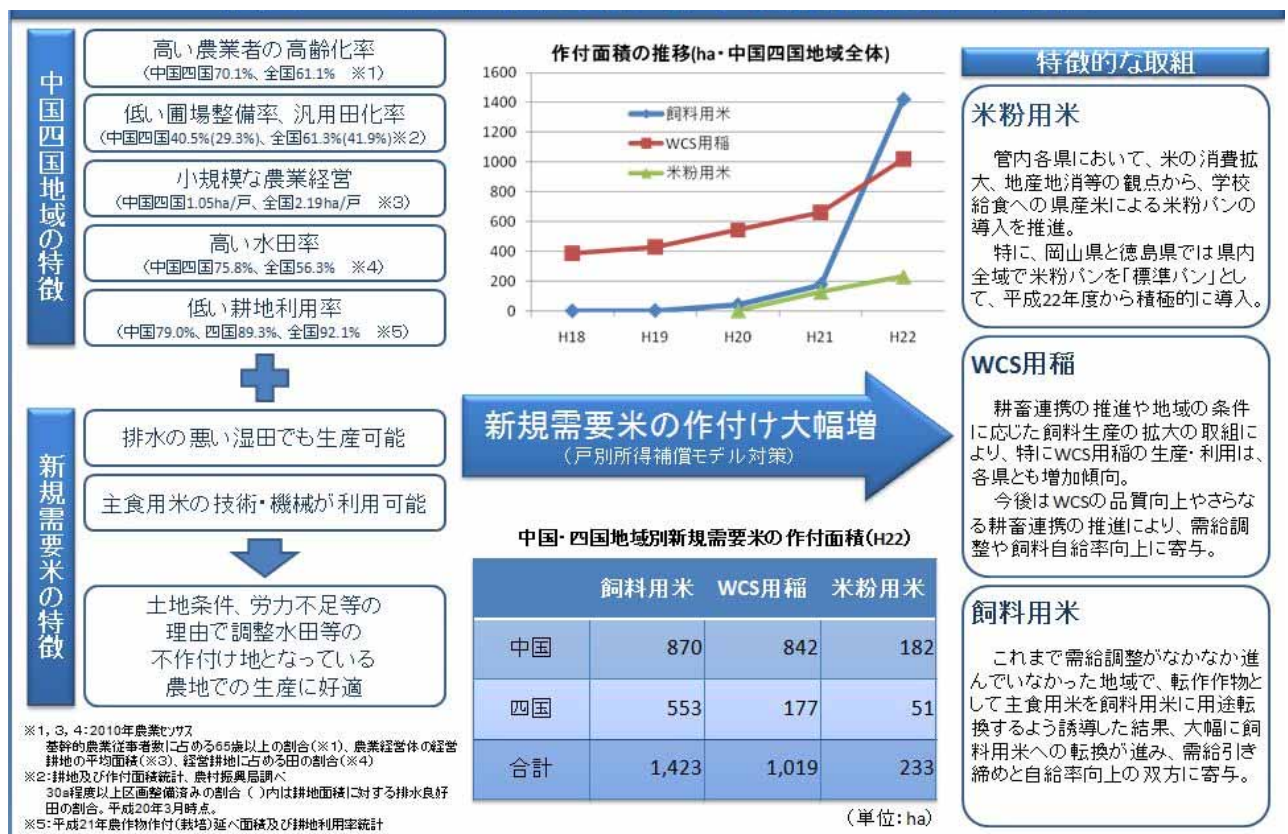 中国四国地域の特徴
高い農業者の高齢化率
(中国四国70.1%、全国61.1% ※1)
低い圃場整備率、汎用田化率
(中国四国40.5%(29.3%)、全国61.3%(41.9%)※2)
小規模な農業経営
(中国四国1.05ha/戸、全国2.19ha/戸 ※3)
高い水田率
(中国四国75.8%、全国56.3% ※4)
低い耕地利用率
(中国79.0%、四国89.3%、全国92.1% ※5)
新規需要米の特徴
排水の悪い湿田でも生産可能
主食用米の技術・機械が利用可能
土地条件、労力不足等の
理由で調整水田等の
不作付け地となっている
農地での生産に好適
※1, 3, 4:2010年農業センサス
基幹的農業従事者数に占める65歳以上の割合(※1)、農業経営体の経営
耕地の平均面積(※3)、経営耕地に占める田の割合(※4)
※2:耕地及び作付面積統計、農村振興局調べ
30a程度以上区画整備済みの割合 ( )内は耕地面積に対する排水良好
田の割合。平成20年3月時点。
※5:平成21年農作物作付(栽培)延べ面積及び耕地利用率統計
作付面積の推移(ha・中国四国地域全体)
1600
1400
1200
1000
800
600
400
200
0
飼料用米
WCS用稲
米粉用米
H18 H19 H20 H21 H22
新規需要米の作付け大幅増
(戸別所得補償モデル対策)
中国・四国地域別新規需要米の作付面積(H22)
飼料用米 WCS用稲 米粉用米
中国 870 842 182
四国 553 177 51
合計 1,423 1,019 233
(単位:ha)
特徴的な取組
米粉用米
管内各県において、米の消費拡
大、地産地消等の観点から、学校
給食への県産米による米粉パンの
導入を推進。
特に、岡山県と徳島県では県内
全域で米粉パンを「標準パン」とし
て、平成22年度から積極的に導入。
WCS用稲
耕畜連携の推進や地域の条件
に応じた飼料生産の拡大の取組に
より、特にWCS用稲の生産・利用は、
各県とも増加傾向。
今後はWCSの品質向上やさらな
る耕畜連携の推進により、需給調
整や飼料自給率向上に寄与。
飼料用米
これまで需給調整がなかなか進
んでいなかった地域で、転作作物と
して主食用米を飼料用米に用途転
換するよう誘導した結果、大幅に飼
料用米への転換が進み、需給引き
締めと自給率向上の双方に寄与。